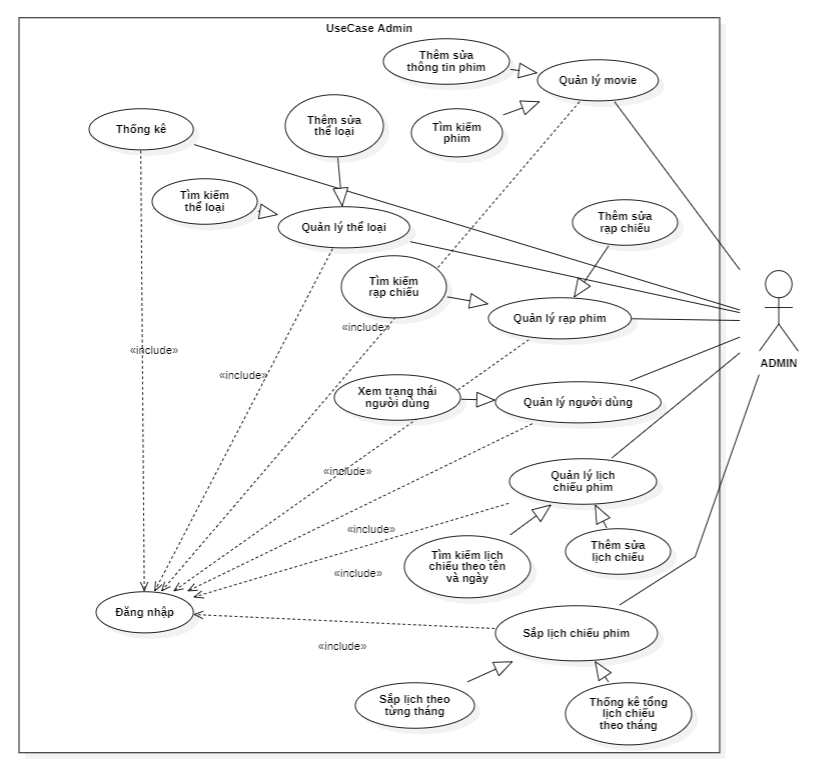 UseCase Admin
Thêm sửa
thông tin phim
Quản lý movie
Thống kê
Thêm sửa
thể loại
Tìm kiếm
phim
Tìm kiếm
thể loại
Quản lý thể loại
Thêm sửa
rạp chiếu
Tìm kiếm
rạp chiếu
Quản lý rạp phim
«include»
«include»
«include»
ADMIN
Xem trạng thái
người dùng
Quản lý người dùng
«include»
Quản lý lịch
chiếu phim
«include»
Tìm kiếm lịch
chiếu theo tên
và ngày
Thêm sửa
lịch chiếu
«include»
Đăng nhập
Sắp lịch chiếu phim
«include»
Sắp lịch theo
từng tháng
Thống kê tổng
lịch chiếu
theo tháng